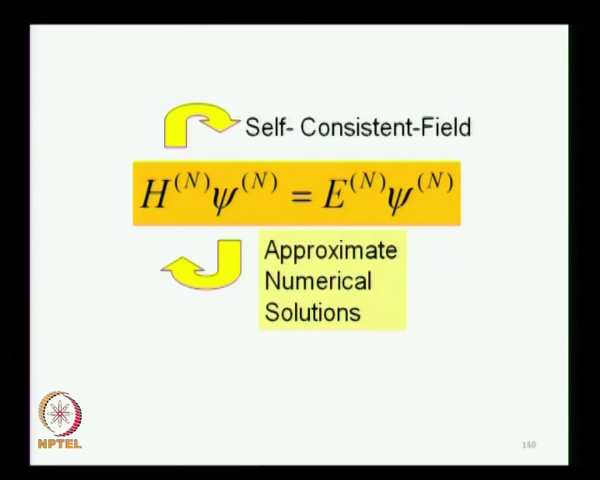 Self- Consistent-Field
H^(N) ψ^(N) = E^(N) ψ^(N)
Approximate
Numerical
Solutions
NPTEL
150